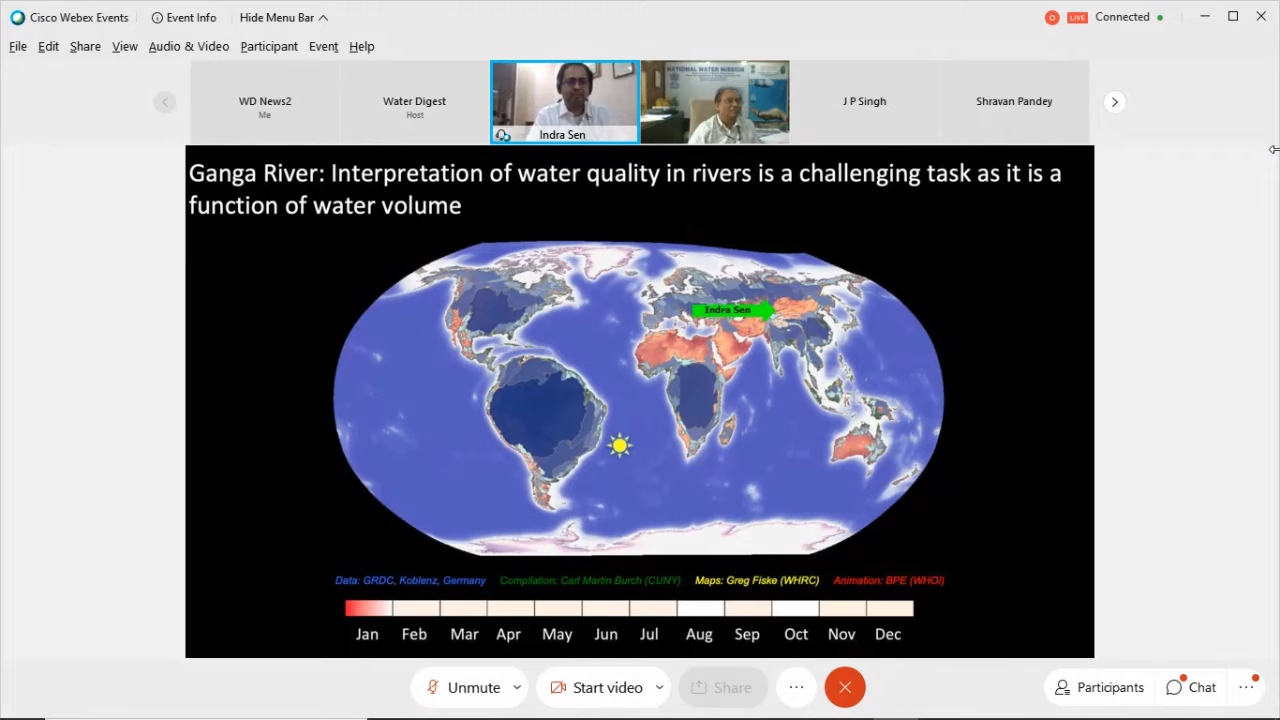 Cisco Webex Events
Event Info
Hide Menu Bar
LIVE
Connected
File Edit Share View Audio & Video Participant Event Help
WD News2
Me
Water Digest
Host
Indra Sen
NATIONAL WATER MISSION
J P Singh
Shravan Pandey
Ganga River: Interpretation of water quality in rivers is a challenging task as it is a
function of water volume
Indra Sen
Data: GRDC, Koblenz, Germany Compilation: Carl Martin Burch (CUNY) Maps: Greg Fiske (WHRC) Animation: BPE (WHOI)
Jan Feb Mar Apr May Jun Jul Aug Sep Oct Nov Dec
Unmute
Start video
Share
Participants
Chat